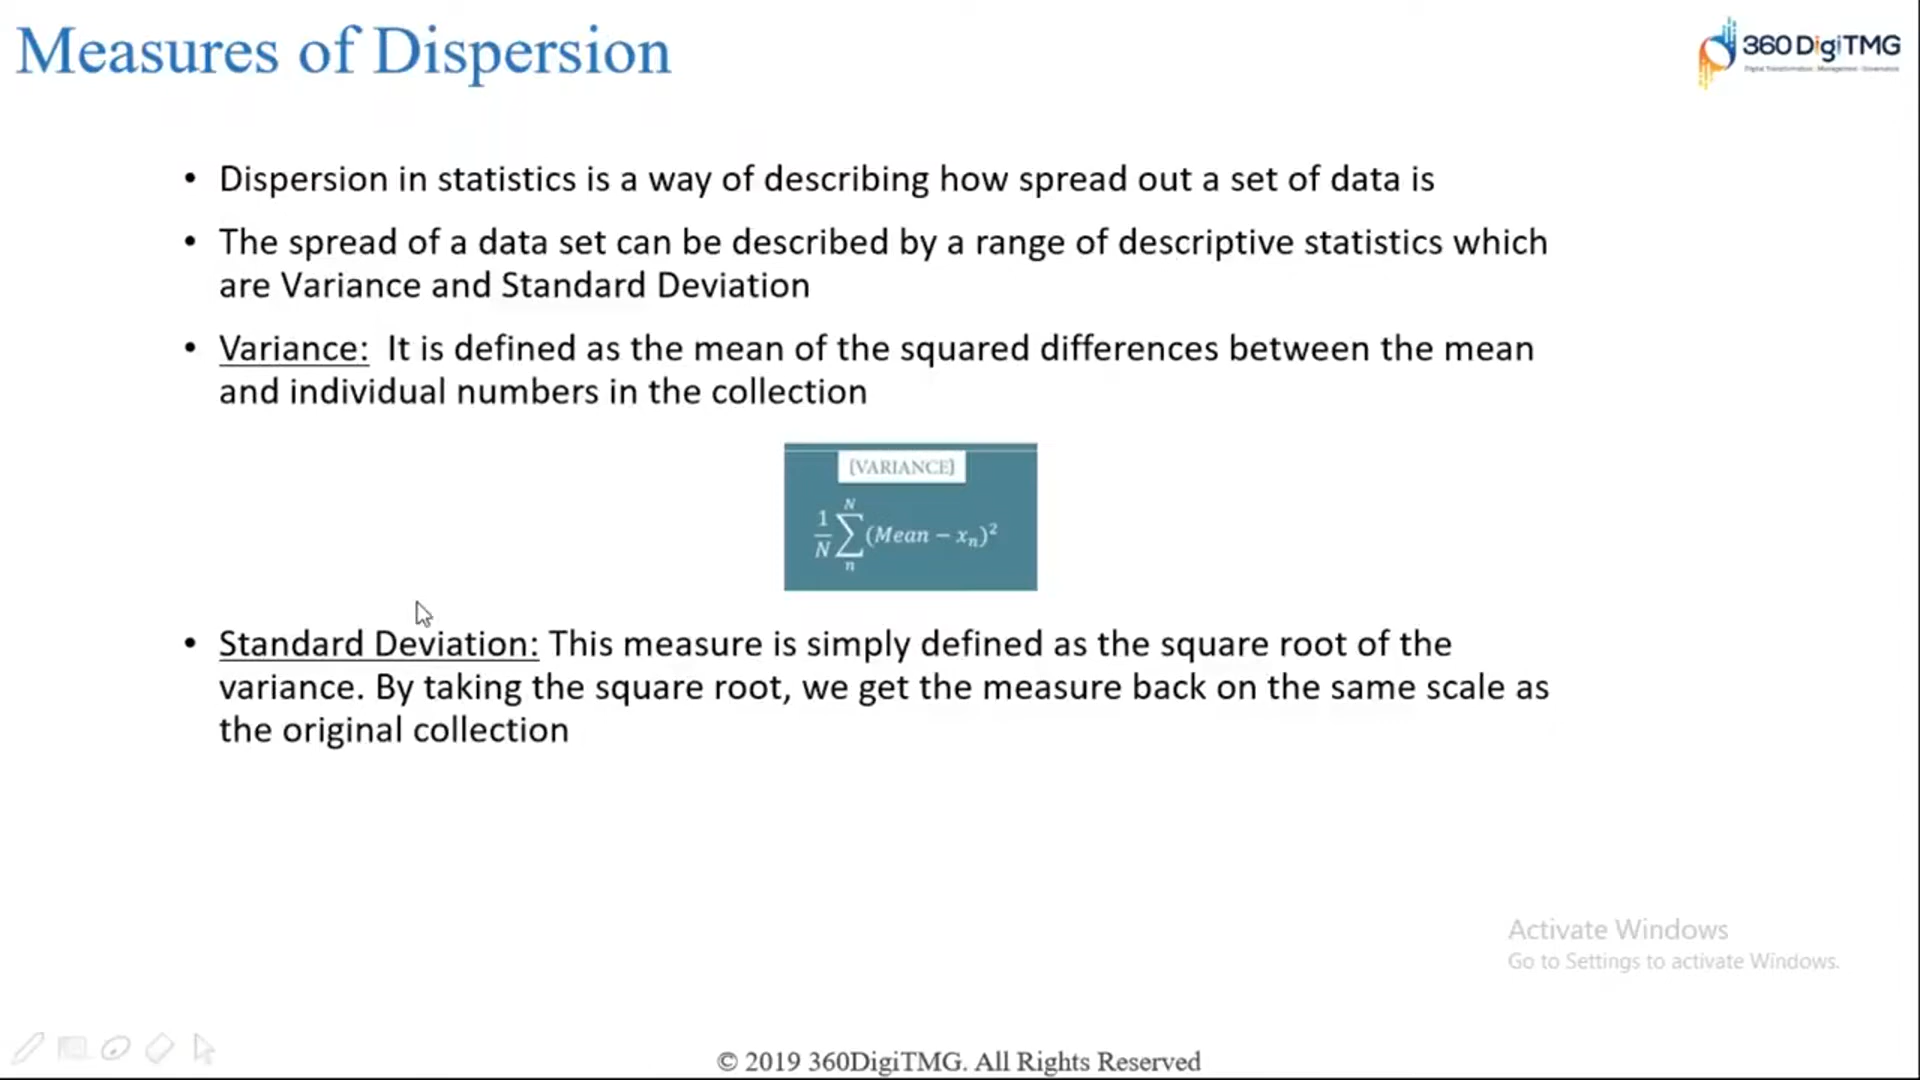 Measures of Dispersion
360 DigiTMG
• Dispersion in statistics is a way of describing how spread out a set of data is
• The spread of a data set can be described by a range of descriptive statistics which
are Variance and Standard Deviation
• Variance: It is defined as the mean of the squared differences between the mean
and individual numbers in the collection
{VARIANCE}
1/N ∑_n^N (Mean − x_n)²
• Standard Deviation: This measure is simply defined as the square root of the
variance. By taking the square root, we get the measure back on the same scale as
the original collection
Activate Windows
Go to Settings to activate Windows.
© 2019 360DigiTMG. All Rights Reserved